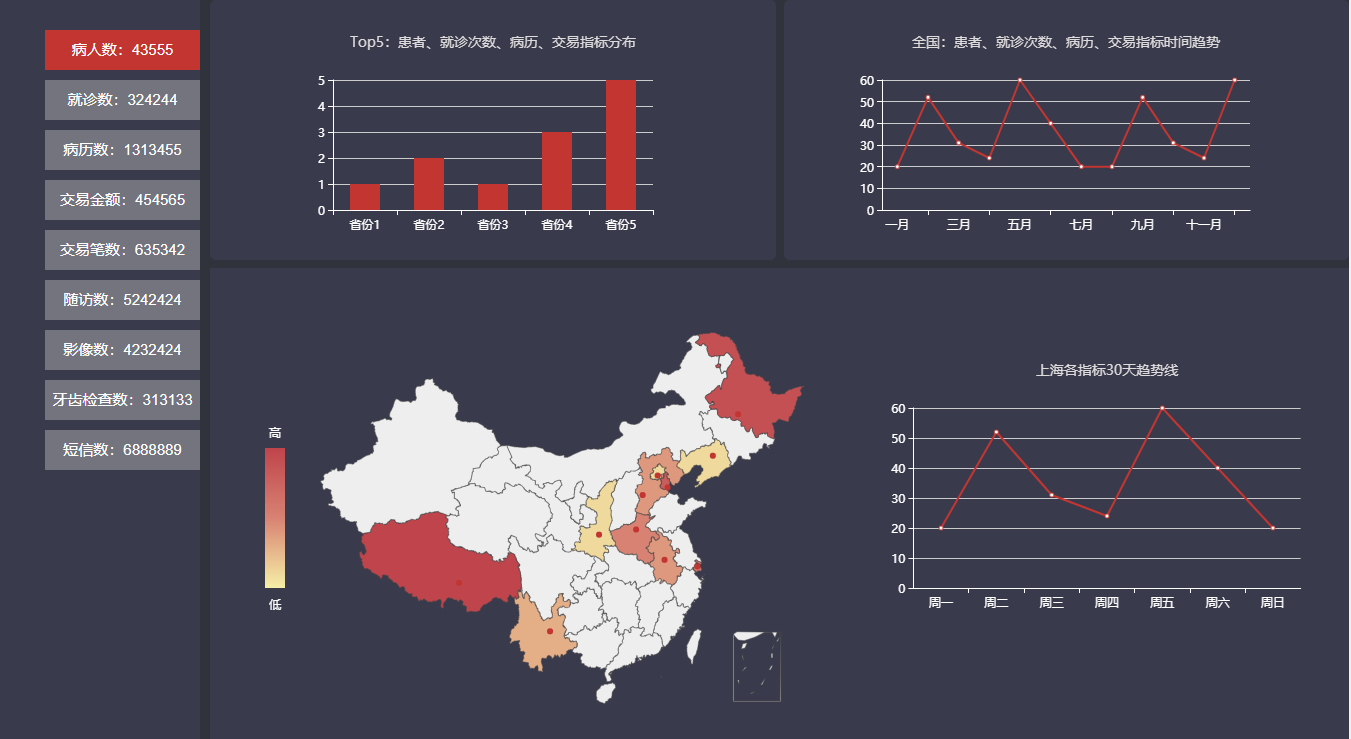 病人数：43555
就诊数：324244
病历数：1313455
交易金额：454565
交易笔数：635342
随访数：5242424
影像数：4232424
牙齿检查数：313133
短信数：6888889
Top5：患者、就诊次数、病历、交易指标分布
5
4
3
2
1
0
省份1 省份2 省份3 省份4 省份5
全国：患者、就诊次数、病历、交易指标时间趋势
60
50
40
30
20
10
0
一月 三月 五月 七月 九月 十一月
高
低
上海各指标30天趋势线
60
50
40
30
20
10
0
周一 周二 周三 周四 周五 周六 周日